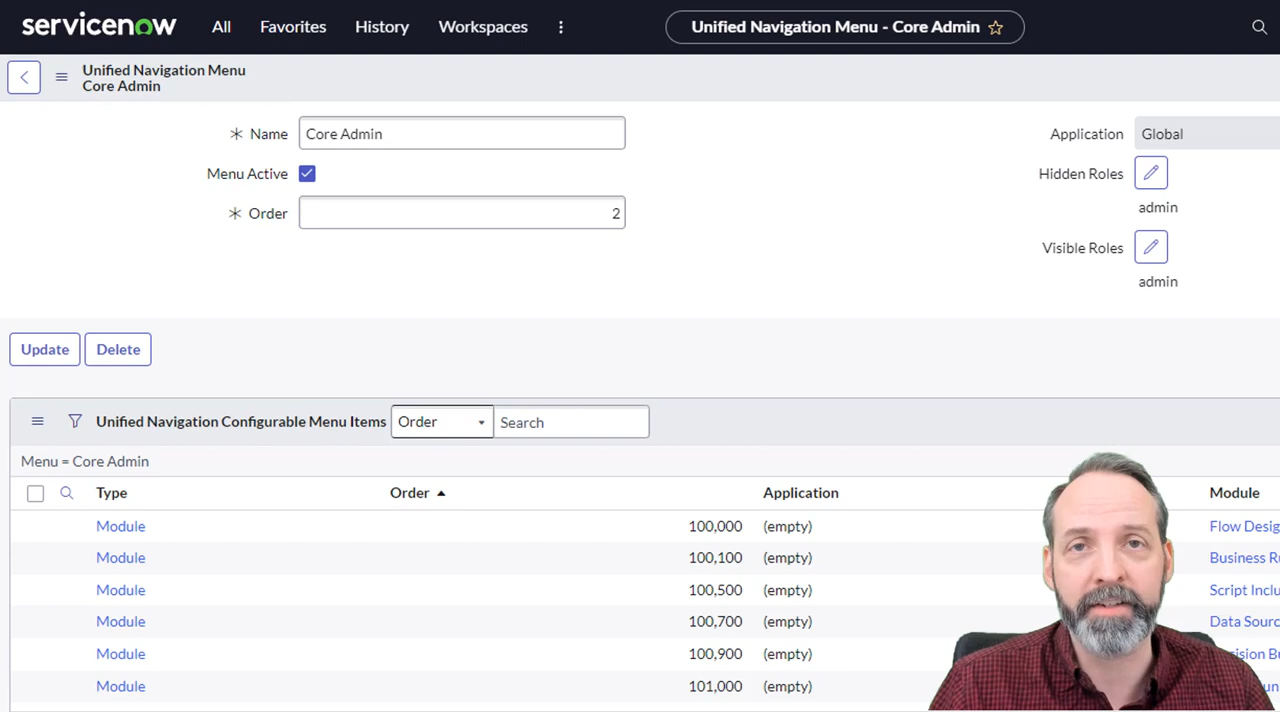 servicenow All Favorites History Workspaces Unified Navigation Menu - Core Admin
Unified Navigation Menu
Core Admin
Name Core Admin Application Global
Menu Active Hidden Roles
admin
Order 2
Visible Roles
admin
Update Delete
Unified Navigation Configurable Menu Items Order Search
Menu = Core Admin
Type Order Application Module
Module 100,000 (empty) Flow Desig
Module 100,100 (empty) Business Ru
Module 100,500 (empty) Script Inclu
Module 100,700 (empty) Data Sourc
Module 100,900 (empty)
Module 101,000 (empty)